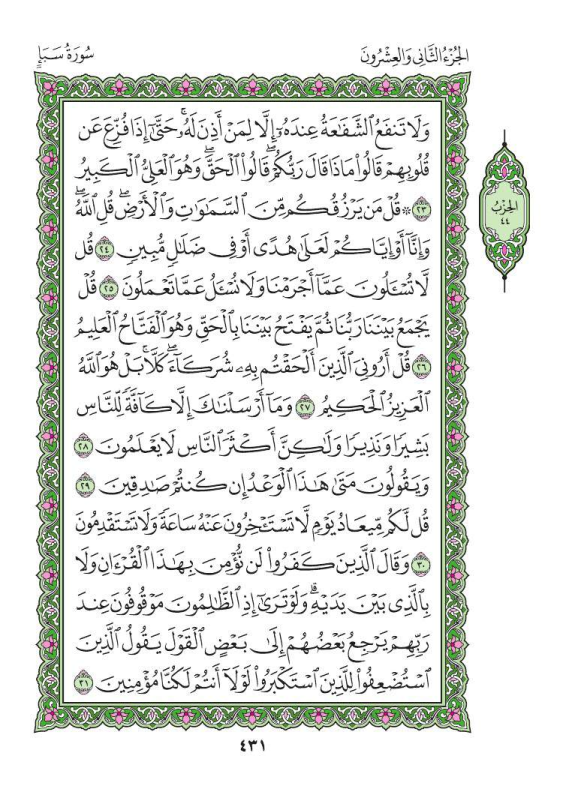 الجُزْءُ الثَّانِي وَالعِشْرُونَ
سُورَةُ سَبَإٍ
وَلَا تَنفَعُ ٱلشَّفَٰعَةُ عِندَهُۥٓ إِلَّا لِمَنْ أَذِنَ لَهُۥۚ حَتَّىٰٓ إِذَا فُزِّعَ عَن
قُلُوبِهِمْ قَالُوا۟ مَاذَا قَالَ رَبُّكُمْۖ قَالُوا۟ ٱلْحَقَّۖ وَهُوَ ٱلْعَلِىُّ ٱلْكَبِيرُ
٢٣ ۞ قُلْ مَن يَرْزُقُكُم مِّنَ ٱلسَّمَٰوَٰتِ وَٱلْأَرْضِۖ قُلِ ٱللَّهُۖ
وَإِنَّآ أَوْ إِيَّاكُمْ لَعَلَىٰ هُدًى أَوْ فِى ضَلَٰلٍ مُّبِينٍ ٢٤ قُل
لَّا تُسْـَٔلُونَ عَمَّآ أَجْرَمْنَا وَلَا نُسْـَٔلُ عَمَّا تَعْمَلُونَ ٢٥ قُلْ
يَجْمَعُ بَيْنَنَا رَبُّنَا ثُمَّ يَفْتَحُ بَيْنَنَا بِٱلْحَقِّ وَهُوَ ٱلْفَتَّاحُ ٱلْعَلِيمُ
٢٦ قُلْ أَرُونِىَ ٱلَّذِينَ أَلْحَقْتُم بِهِۦ شُرَكَآءَۖ كَلَّاۚ بَلْ هُوَ ٱللَّهُ
ٱلْعَزِيزُ ٱلْحَكِيمُ ٢٧ وَمَآ أَرْسَلْنَٰكَ إِلَّا كَآفَّةً لِّلنَّاسِ
بَشِيرًا وَنَذِيرًا وَلَٰكِنَّ أَكْثَرَ ٱلنَّاسِ لَا يَعْلَمُونَ ٢٨
وَيَقُولُونَ مَتَىٰ هَٰذَا ٱلْوَعْدُ إِن كُنتُمْ صَٰدِقِينَ ٢٩
قُل لَّكُم مِّيعَادُ يَوْمٍ لَّا تَسْتَـْٔخِرُونَ عَنْهُ سَاعَةً وَلَا تَسْتَقْدِمُونَ
٣٠ وَقَالَ ٱلَّذِينَ كَفَرُوا۟ لَن نُّؤْمِنَ بِهَٰذَا ٱلْقُرْءَانِ وَلَا
بِٱلَّذِى بَيْنَ يَدَيْهِۗ وَلَوْ تَرَىٰٓ إِذِ ٱلظَّٰلِمُونَ مَوْقُوفُونَ عِندَ
رَبِّهِمْ يَرْجِعُ بَعْضُهُمْ إِلَىٰ بَعْضٍ ٱلْقَوْلَ يَقُولُ ٱلَّذِينَ
ٱسْتُضْعِفُوا۟ لِلَّذِينَ ٱسْتَكْبَرُوا۟ لَوْلَآ أَنتُمْ لَكُنَّا مُؤْمِنِينَ ٣١
الحِزْبُ
٤٤
٤٣١